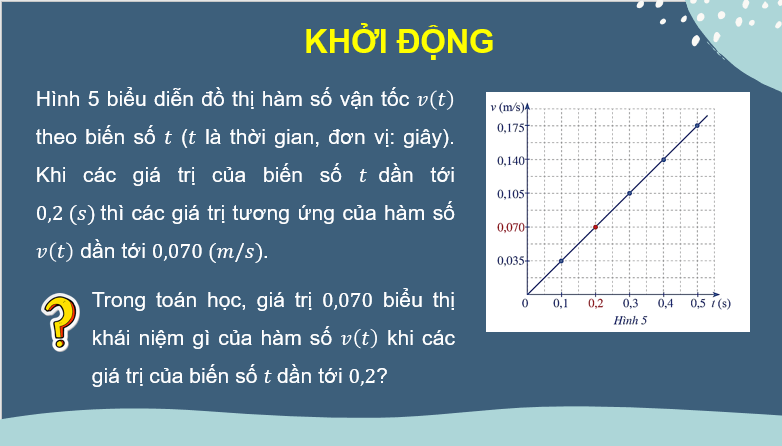 KHỞI ĐỘNG
Hình 5 biểu diễn đồ thị hàm số vận tốc v(t)
theo biến số t (t là thời gian, đơn vị: giây).
Khi các giá trị của biến số t dần tới
0,2 (s) thì các giá trị tương ứng của hàm số
v(t) dần tới 0,070 (m/s).
Trong toán học, giá trị 0,070 biểu thị
khái niệm gì của hàm số v(t) khi các
giá trị của biến số t dần tới 0,2?
v (m/s)
0,175
0,140
0,105
0,070
0,035
0 0,1 0,2 0,3 0,4 0,5 t (s)
Hình 5